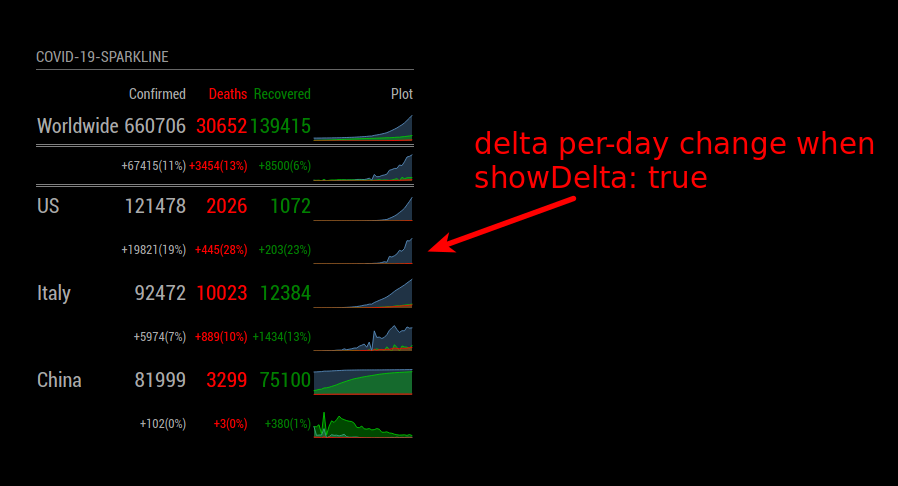 COVID-19-SPARKLINE
Confirmed Deaths Recovered Plot
Worldwide 660706 30652 139415
+67415(11%) +3454(13%) +8500(6%)
delta per-day change when
showDelta: true
US 121478 2026 1072
+19821(19%) +445(28%) +203(23%)
Italy 92472 10023 12384
+5974(7%) +889(10%) +1434(13%)
China 81999 3299 75100
+102(0%) +3(0%) +380(1%)